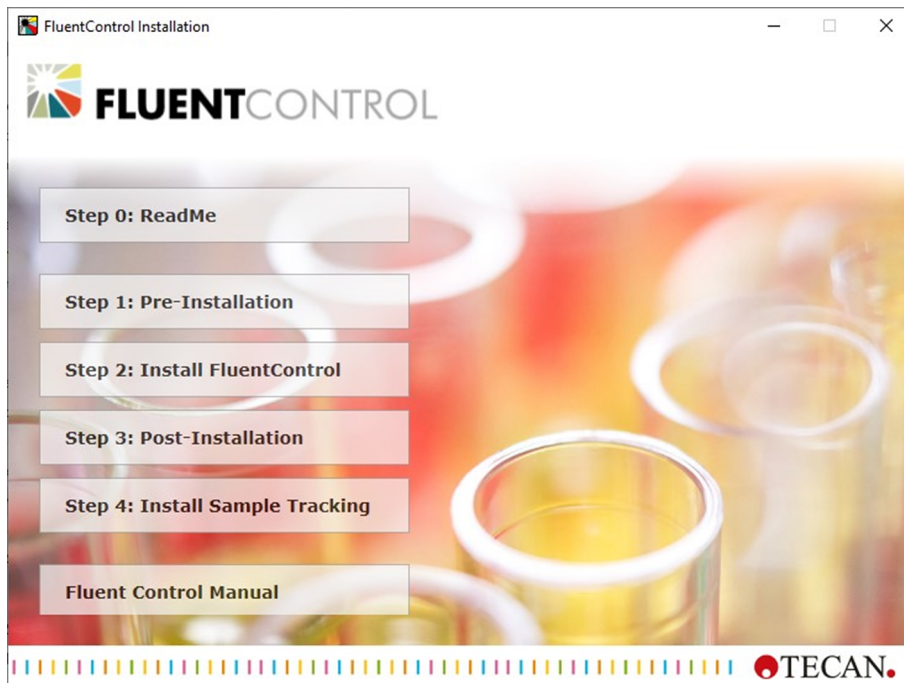 FluentControl Installation
FLUENTCONTROL
Step 0: ReadMe
Step 1: Pre-Installation
Step 2: Install FluentControl
Step 3: Post-Installation
Step 4: Install Sample Tracking
Fluent Control Manual
TECAN.